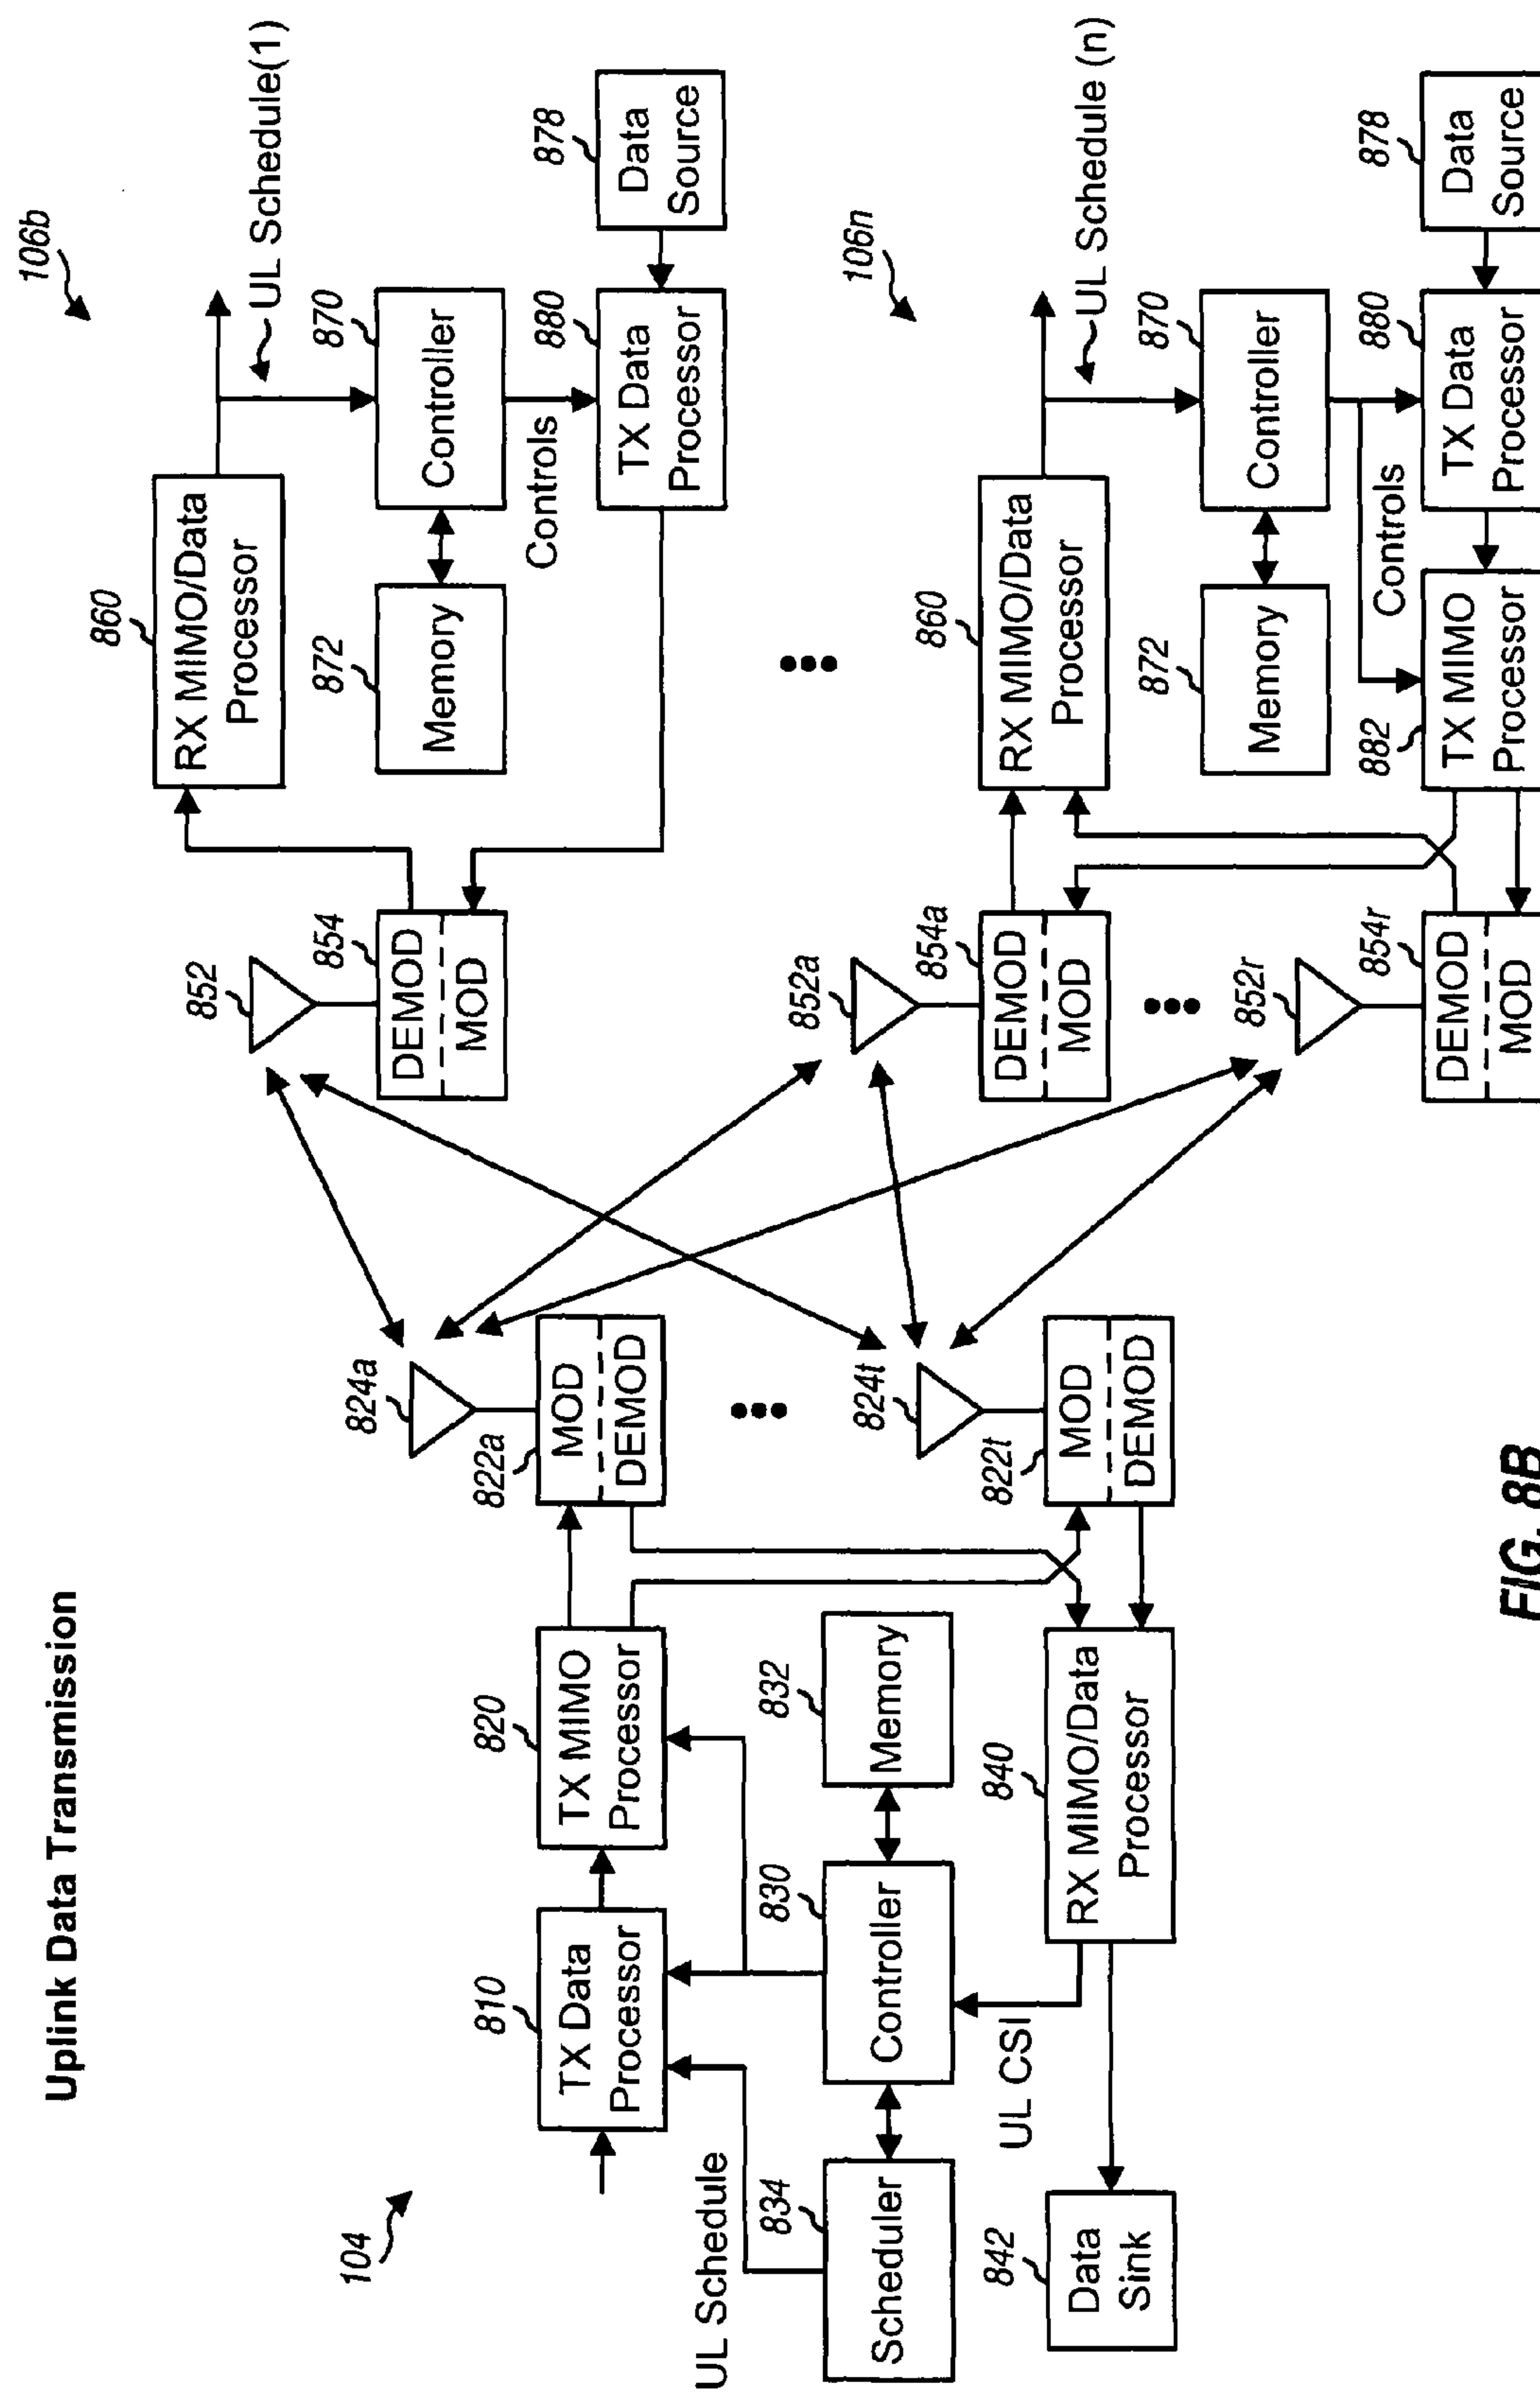 Uplink Data Transmission
104
106b
UL Schedule
810
TX Data
Processor
820
TX MIMO
Processor
822a
MOD
DEMOD
824a
834
Scheduler
830
Controller
832
Memory
UL CSI
842
Data
Sink
840
RX MIMO/Data
Processor
822t
MOD
DEMOD
824t
852
854
DEMOD
MOD
860
RX MIMO/Data
Processor
UL Schedule(1)
872
Memory
870
Controller
Controls
880
TX Data
Processor
878
Data
Source
106n
852a
854a
DEMOD
MOD
860
RX MIMO/Data
Processor
UL Schedule (n)
872
Memory
870
Controller
Controls
852r
854r
DEMOD
MOD
882
TX MIMO
Processor
880
TX Data
Processor
878
Data
Source
FIG. 8B